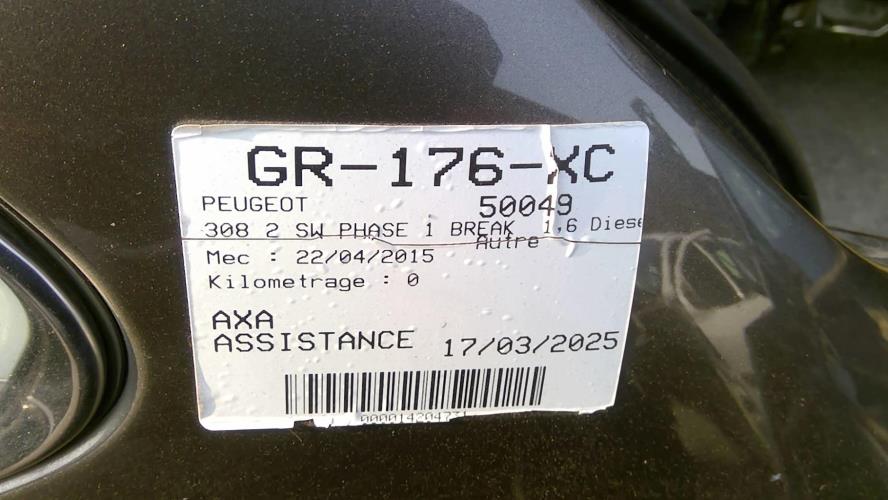 GR-176-XC
PEUGEOT 50049
308 2 SW PHASE 1 BREAK 1,6 Diese
Autre
Mec : 22/04/2015
Kilometrage : 0
AXA
ASSISTANCE 17/03/2025